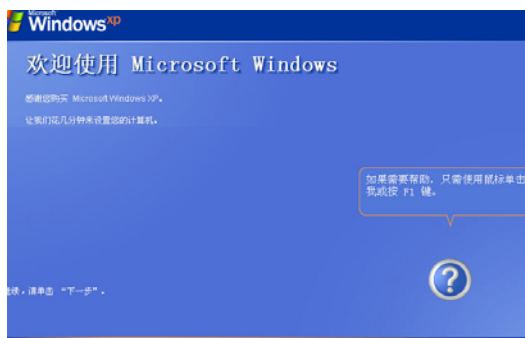 Microsoft
Windows xp
欢迎使用 Microsoft Windows
感谢您购买 Microsoft Windows XP。
让我们花几分钟来设置您的计算机。
如果需要帮助，只需使用鼠标单击
我或按 F1 键。
续，请单击 “下一步”。